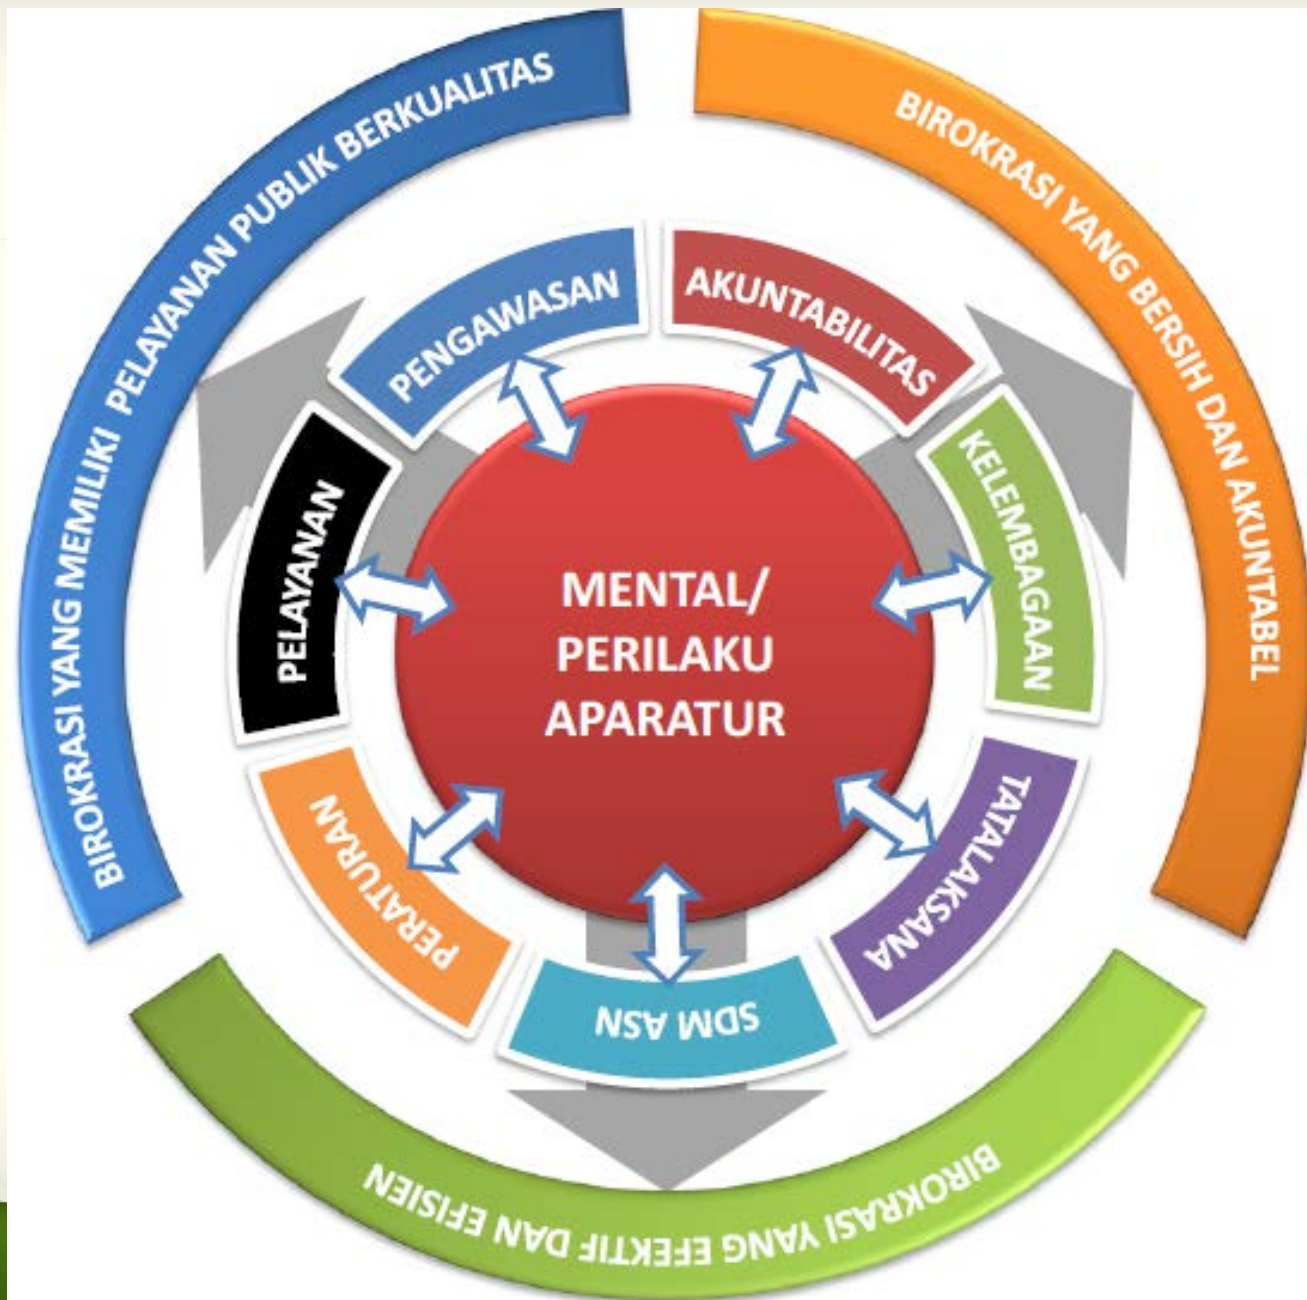 BIROKRASI YANG MEMILIKI PELAYANAN PUBLIK BERKUALITAS
BIROKRASI YANG BERSIH DAN AKUNTABEL
PENGAWASAN
AKUNTABILITAS
PELAYANAN
KELEMBAGAAN
MENTAL/
PERILAKU
APARATUR
PERATURAN
TATALAKSANA
SDM ASN
BIROKRASI YANG EFEKTIF DAN EFISIEN